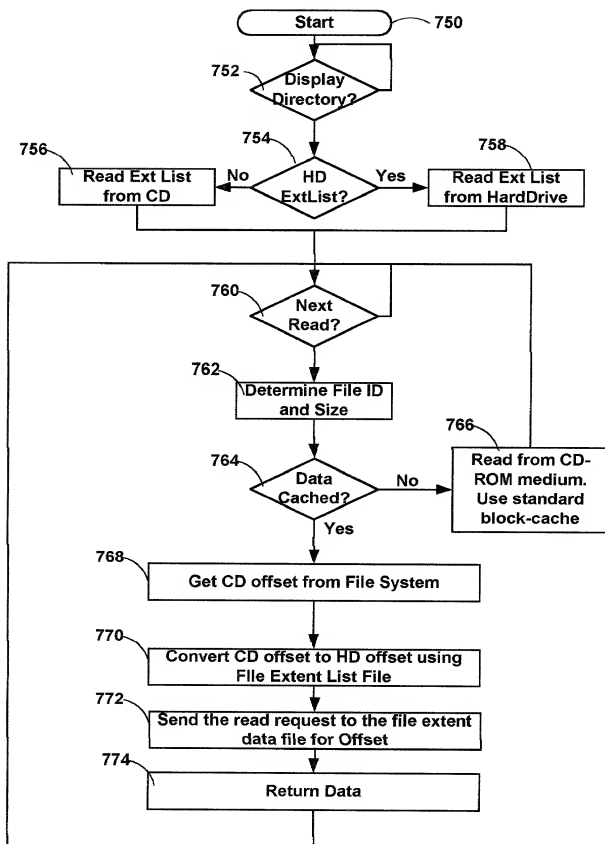 Start
750
752
Display
Directory?
754
756
758
Read Ext List
from CD
No
HD
ExtList?
Yes
Read Ext List
from HardDrive
760
Next
Read?
762
Determine File ID
and Size
764
Data
Cached?
No
766
Read from CD-
ROM medium.
Use standard
block-cache
Yes
768
Get CD offset from File System
770
Convert CD offset to HD offset using
File Extent List File
772
Send the read request to the file extent
data file for Offset
774
Return Data